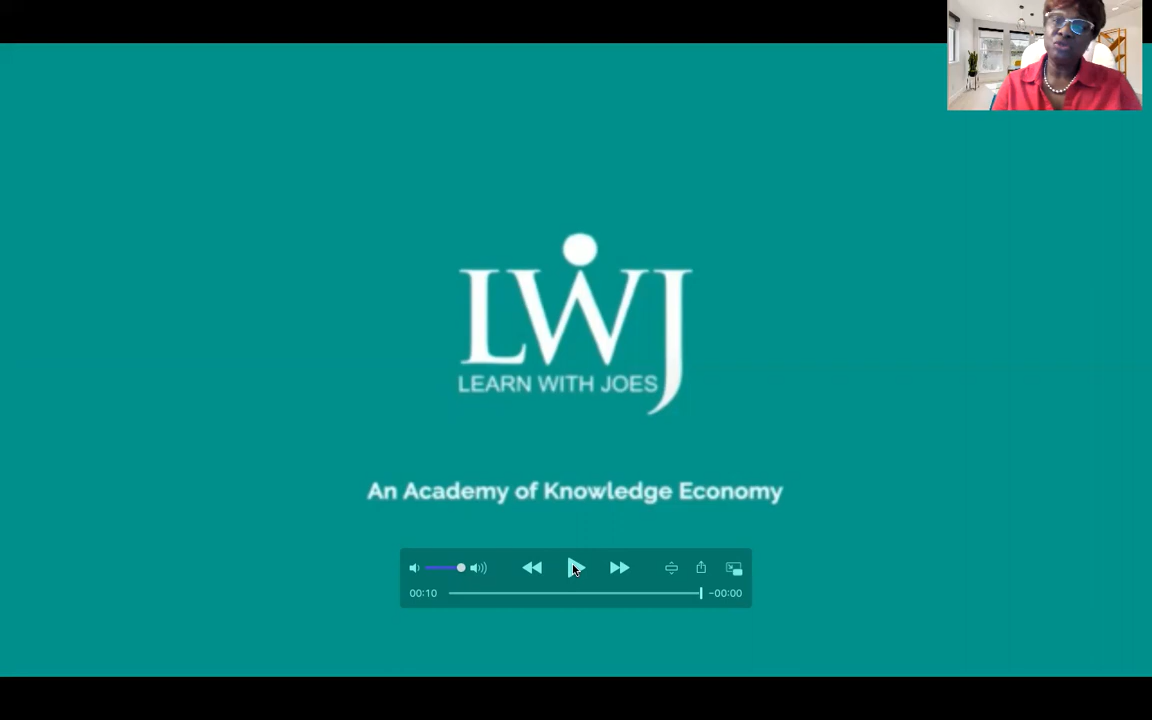 LWJ
LEARN WITH JOES
An Academy of Knowledge Economy
00:10
-00:00